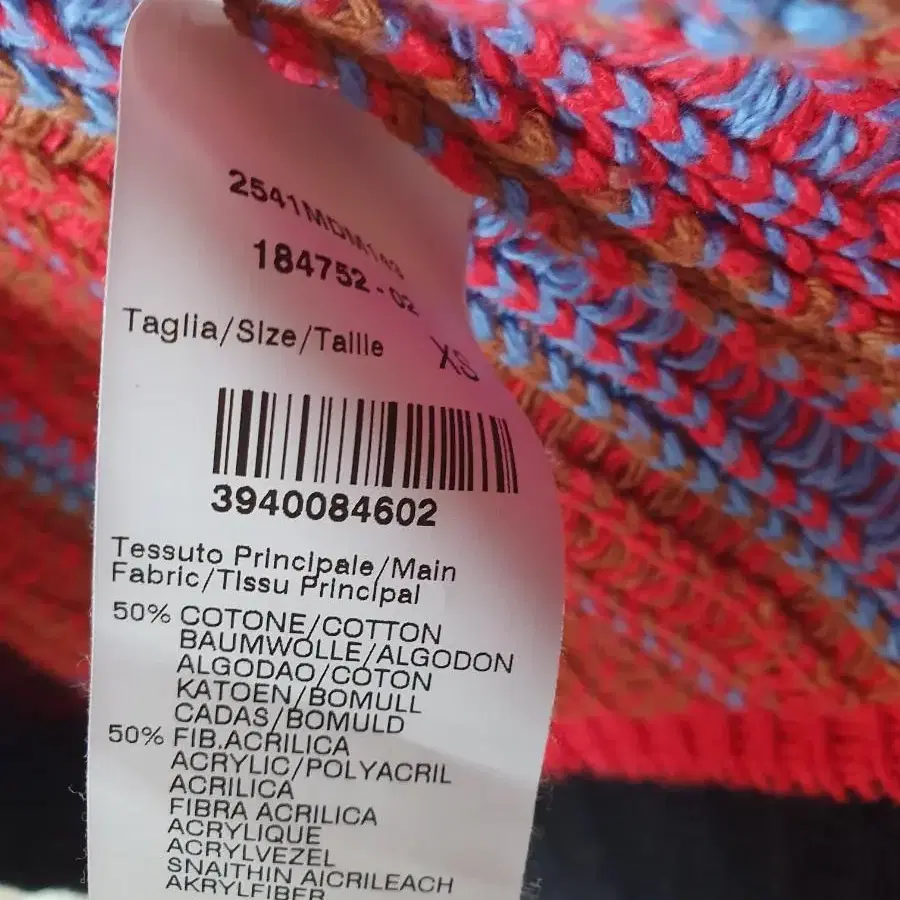 2541MDM143
184752-02
Taglia/Size/Taille XS
3940084602
Tessuto Principale/Main
Fabric/Tissu Principal
50% COTONE/COTTON
BAUMWOLLE/ALGODON
ALGODAO/COTON
KATOEN/BOMULL
CADAS/BOMULD
50% FIB.ACRILICA
ACRYLIC/POLYACRIL
ACRILICA
FIBRA ACRILICA
ACRYLIQUE
ACRYLVEZEL
SNAITHIN AICRILEACH
AKRYLFIBER